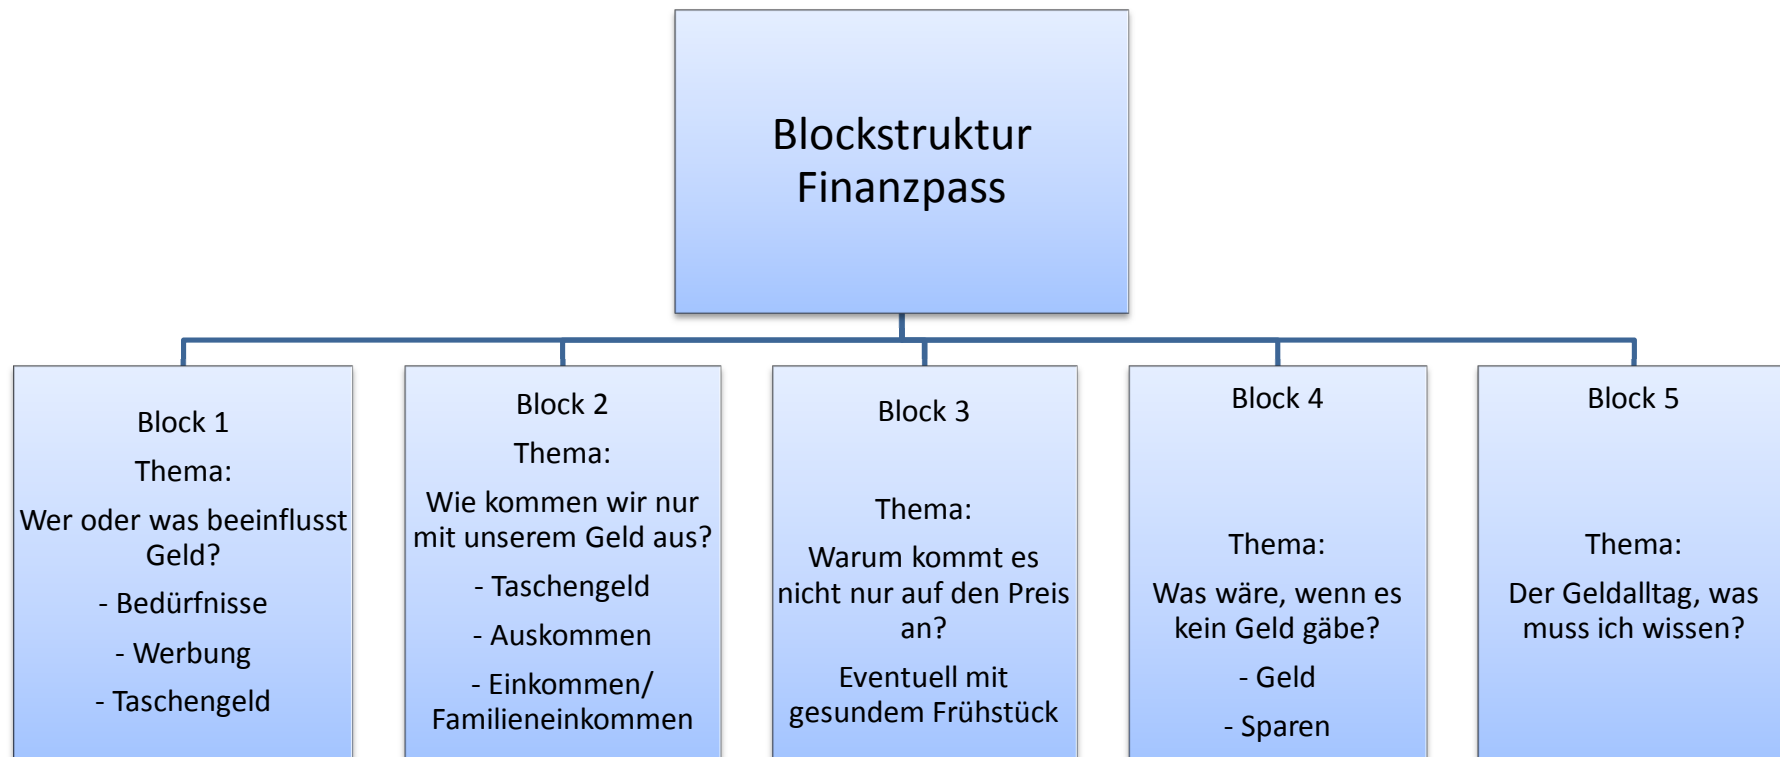 Blockstruktur
Finanzpass
Block 1
Thema:
Wer oder was beeinflusst
Geld?
- Bedürfnisse
- Werbung
- Taschengeld
Block 2
Thema:
Wie kommen wir nur
mit unserem Geld aus?
- Taschengeld
- Auskommen
- Einkommen/
Familieneinkommen
Block 3
Thema:
Warum kommt es
nicht nur auf den Preis
an?
Eventuell mit
gesundem Frühstück
Block 4
Thema:
Was wäre, wenn es
kein Geld gäbe?
- Geld
- Sparen
Block 5
Thema:
Der Geldalltag, was
muss ich wissen?